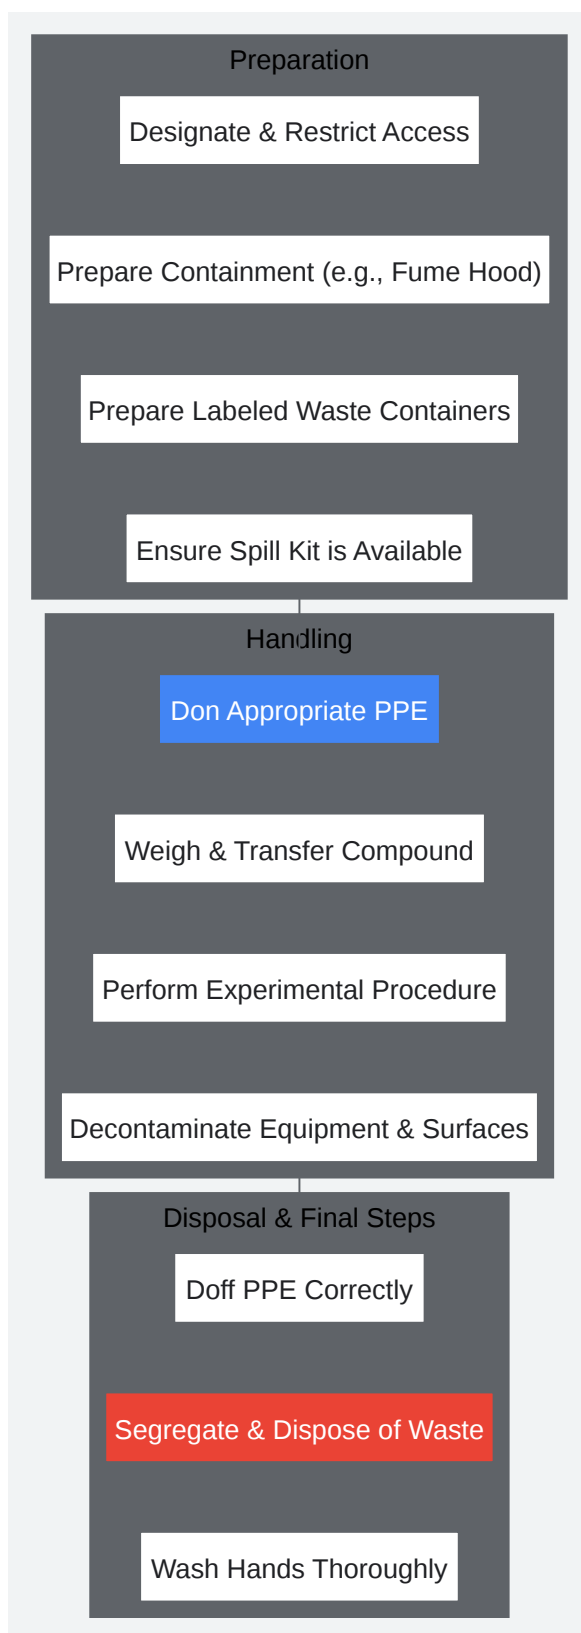 Preparation
Designate & Restrict Access
Prepare Containment (e.g., Fume Hood)
Prepare Labeled Waste Containers
Ensure Spill Kit is Available
Handling
Don Appropriate PPE
Weigh & Transfer Compound
Perform Experimental Procedure
Decontaminate Equipment & Surfaces
Disposal & Final Steps
Doff PPE Correctly
Segregate & Dispose of Waste
Wash Hands Thoroughly